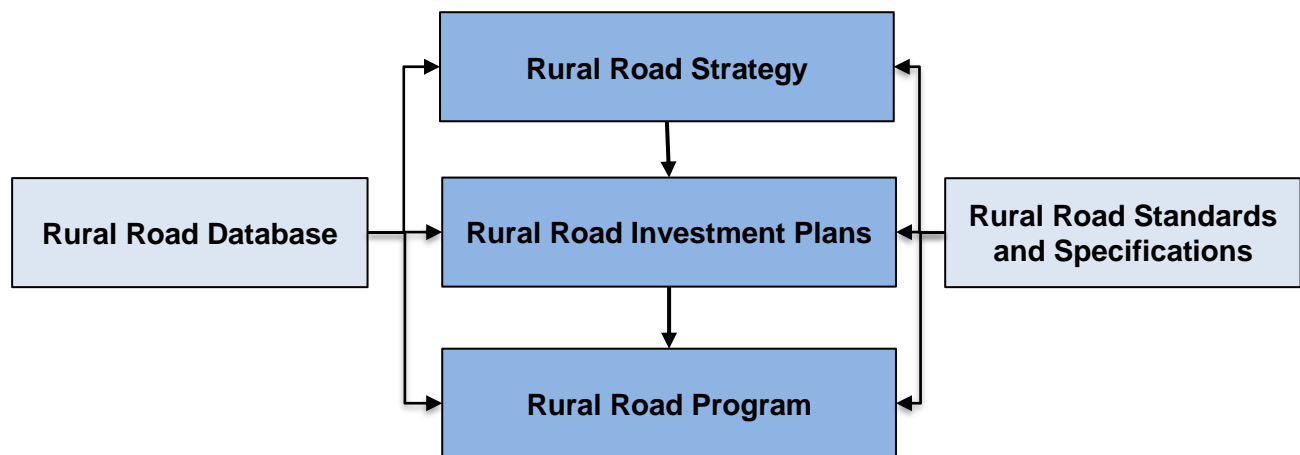 Rural Road Strategy
Rural Road Database
Rural Road Investment Plans
Rural Road Standards
and Specifications
Rural Road Program